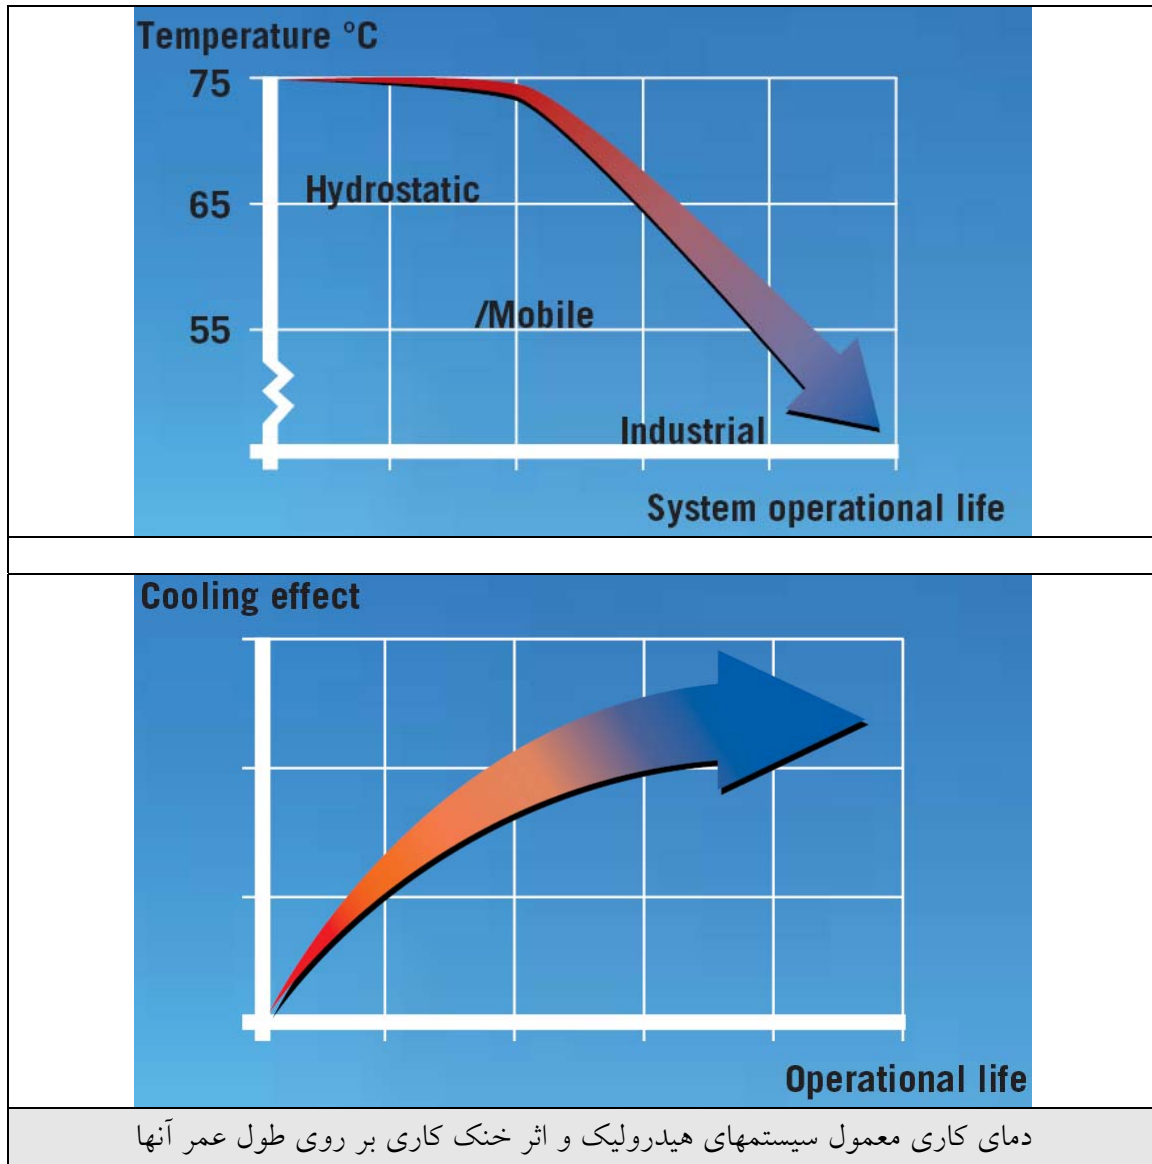 Temperature °C
75
65
55
Hydrostatic
/Mobile
Industrial
System operational life
Cooling effect
Operational life
دمای کاری معمول سیستمهای هیدرولیک و اثر خنک کاری بر روی طول عمر آنها